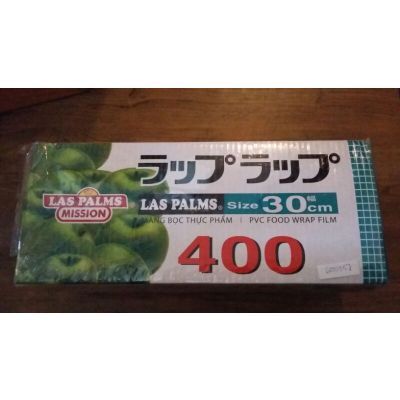 ラップラップ
LAS PALMS
MISSION
LAS PALMS® Size 30cm 幅
MÀNG BỌC THỰC PHẨM | PVC FOOD WRAP FILM
400